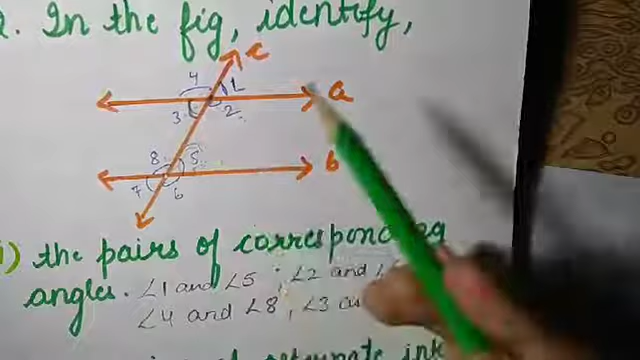 2. In the fig, identify,
c
4 1
a
3 2
8 5
b
7 6
i) the pairs of corresponding
angles. ∠1 and ∠5 ; ∠2 and ∠
∠4 and ∠8, ∠3